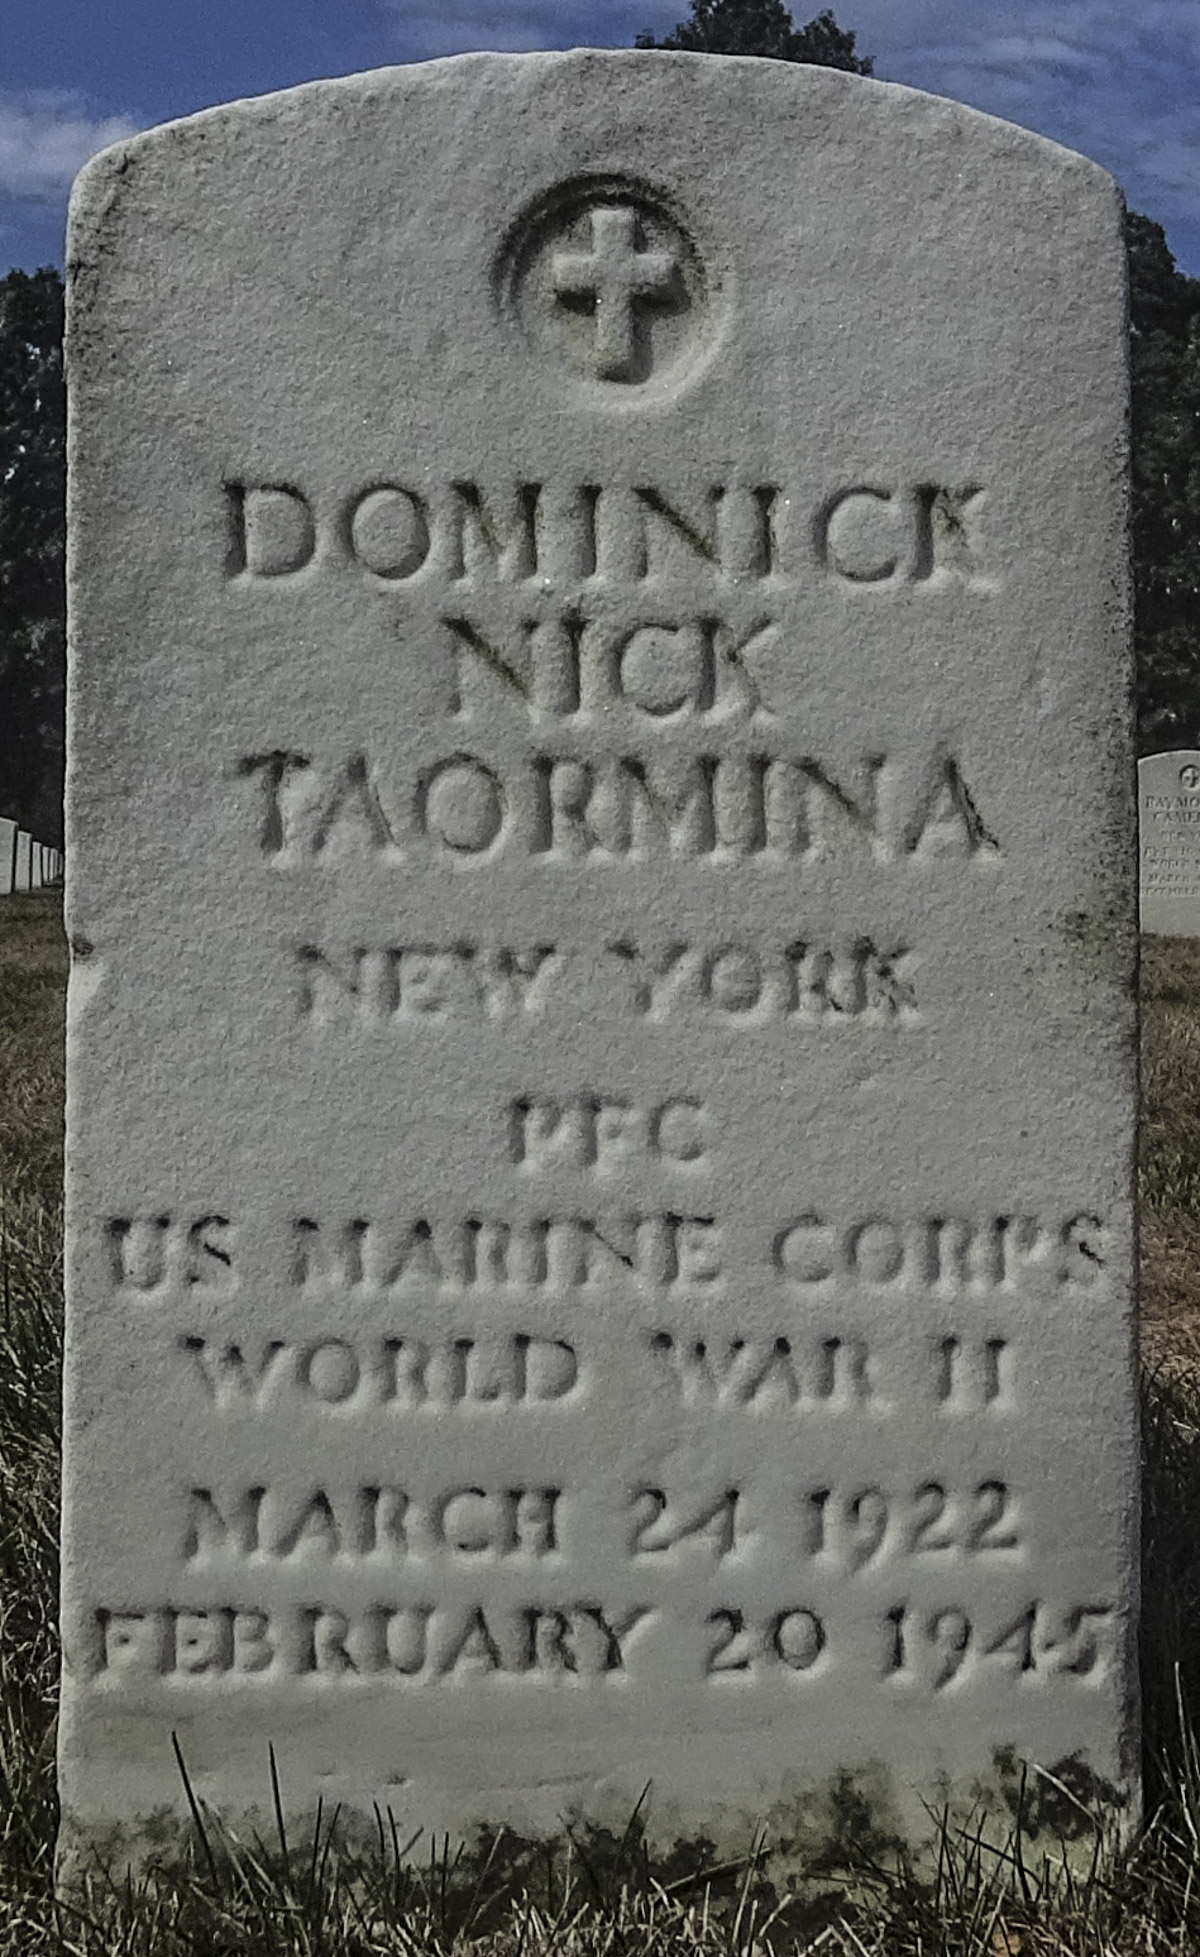 DOMINICK
NICK
TAORMINA
NEW YORK
PFC
US MARINE CORPS
WORLD WAR II
MARCH 24 1922
FEBRUARY 20 1945